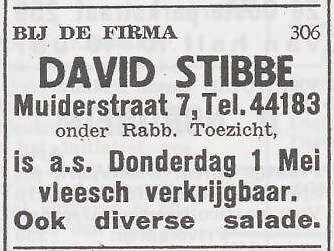 BIJ DE FIRMA 306
DAVID STIBBE
Muiderstraat 7, Tel. 44183
onder Rabb. Toezicht,
is a.s. Donderdag 1 Mei
vleesch verkrijgbaar.
Ook diverse salade.